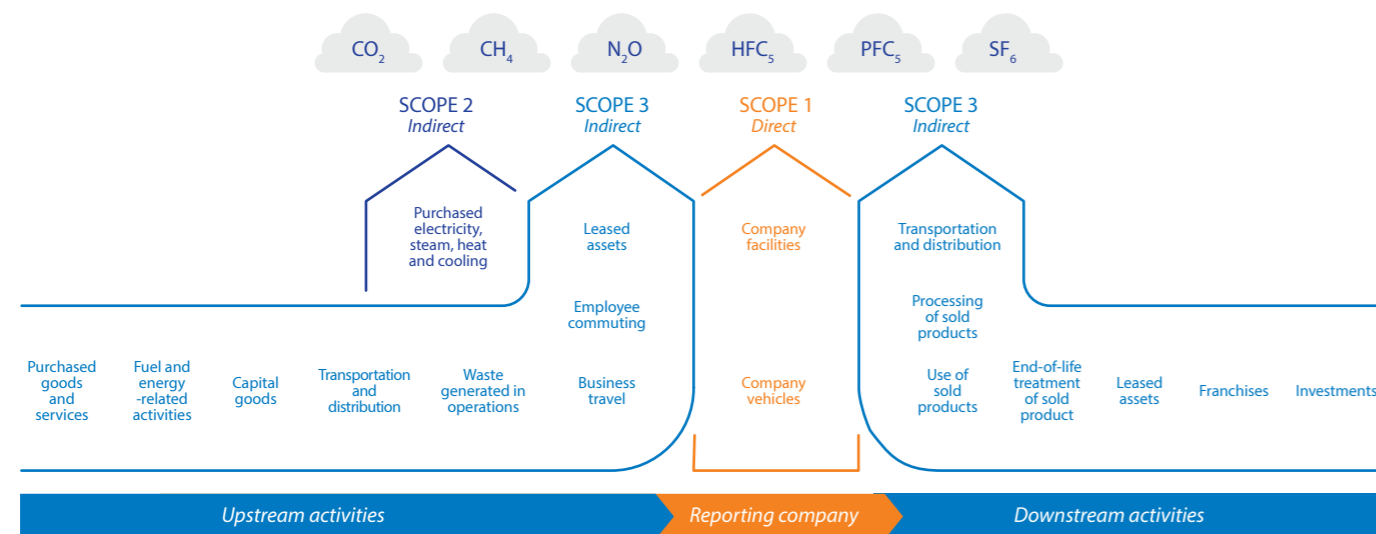 CO₂
CH₄
N₂O
HFC₅
PFC₅
SF₆
SCOPE 2
Indirect
SCOPE 3
Indirect
SCOPE 1
Direct
SCOPE 3
Indirect
Purchased
electricity,
steam, heat
and cooling
Leased
assets
Company
facilities
Transportation
and distribution
Employee
commuting
Processing
of sold
products
Purchased
goods
and
services
Fuel and
energy
-related
activities
Capital
goods
Transportation
and
distribution
Waste
generated in
operations
Business
travel
Company
vehicles
Use of
sold
products
End-of-life
treatment
of sold
product
Leased
assets
Franchises
Investments
Upstream activities
Reporting company
Downstream activities